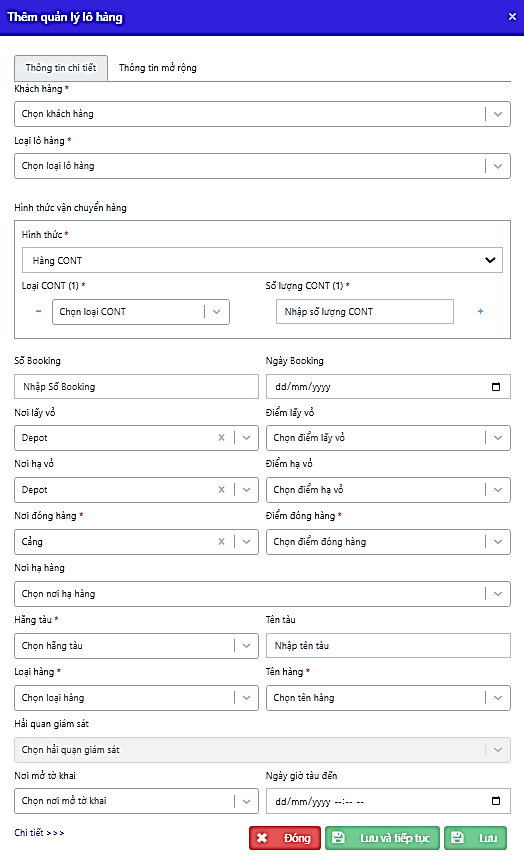 Thêm quản lý lô hàng ×
Thông tin chi tiết Thông tin mở rộng
Khách hàng *
Chọn khách hàng
Loại lô hàng *
Chọn loại lô hàng
Hình thức vận chuyển hàng
Hình thức *
Hàng CONT
Loại CONT (1) * Số lượng CONT (1) *
− Chọn loại CONT Nhập số lượng CONT +
Số Booking Ngày Booking
Nhập Số Booking dd/mm/yyyy
Nơi lấy vỏ Điểm lấy vỏ
Depot × Chọn điểm lấy vỏ
Nơi hạ vỏ Điểm hạ vỏ
Depot × Chọn điểm hạ vỏ
Nơi đóng hàng * Điểm đóng hàng *
Cảng × Chọn điểm đóng hàng
Nơi hạ hàng
Chọn nơi hạ hàng
Hãng tàu * Tên tàu
Chọn hãng tàu Nhập tên tàu
Loại hàng * Tên hàng *
Chọn loại hàng Chọn tên hàng
Hải quan giám sát
Chọn hải quan giám sát
Nơi mở tờ khai Ngày giờ tàu đến
Chọn nơi mở tờ khai dd/mm/yyyy --:-- --
Chi tiết >>> Đóng Lưu và tiếp tục Lưu